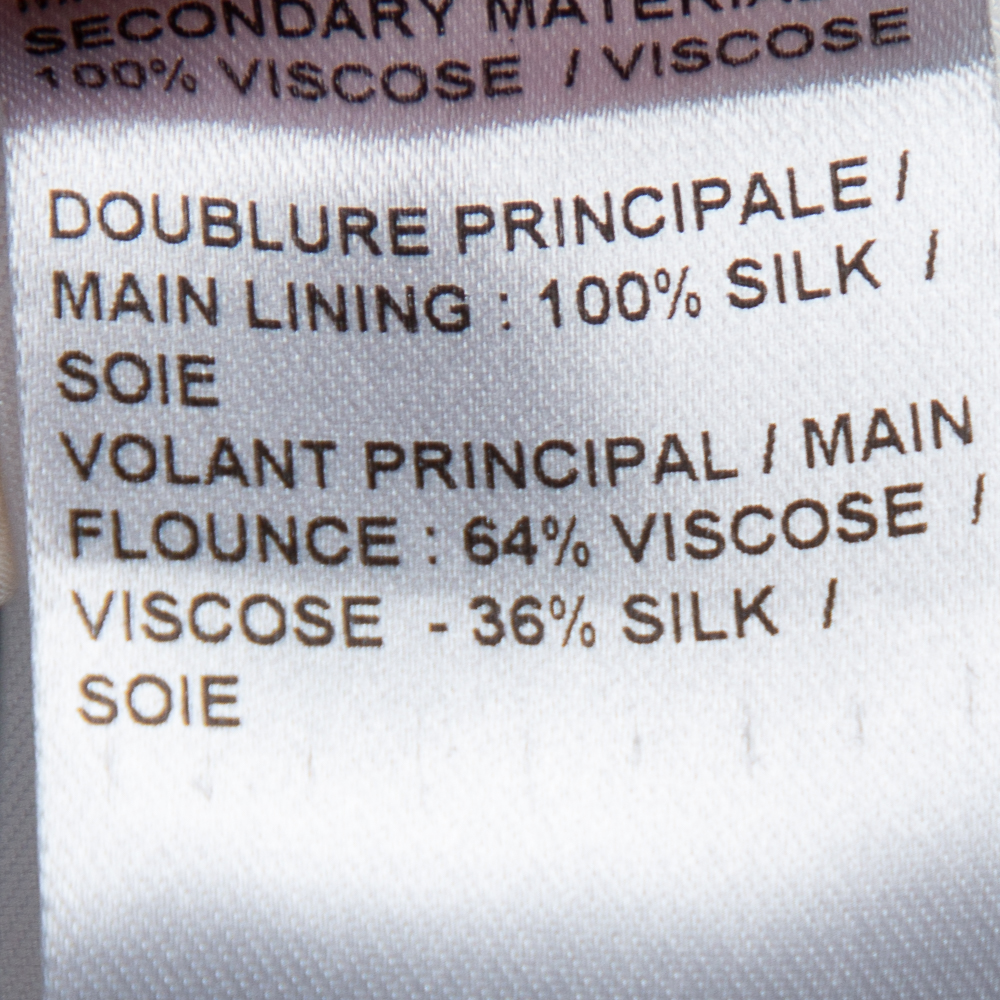 SECONDARY MATERIAL
100% VISCOSE / VISCOSE
DOUBLURE PRINCIPALE /
MAIN LINING : 100% SILK /
SOIE
VOLANT PRINCIPAL / MAIN
FLOUNCE : 64% VISCOSE /
VISCOSE - 36% SILK /
SOIE